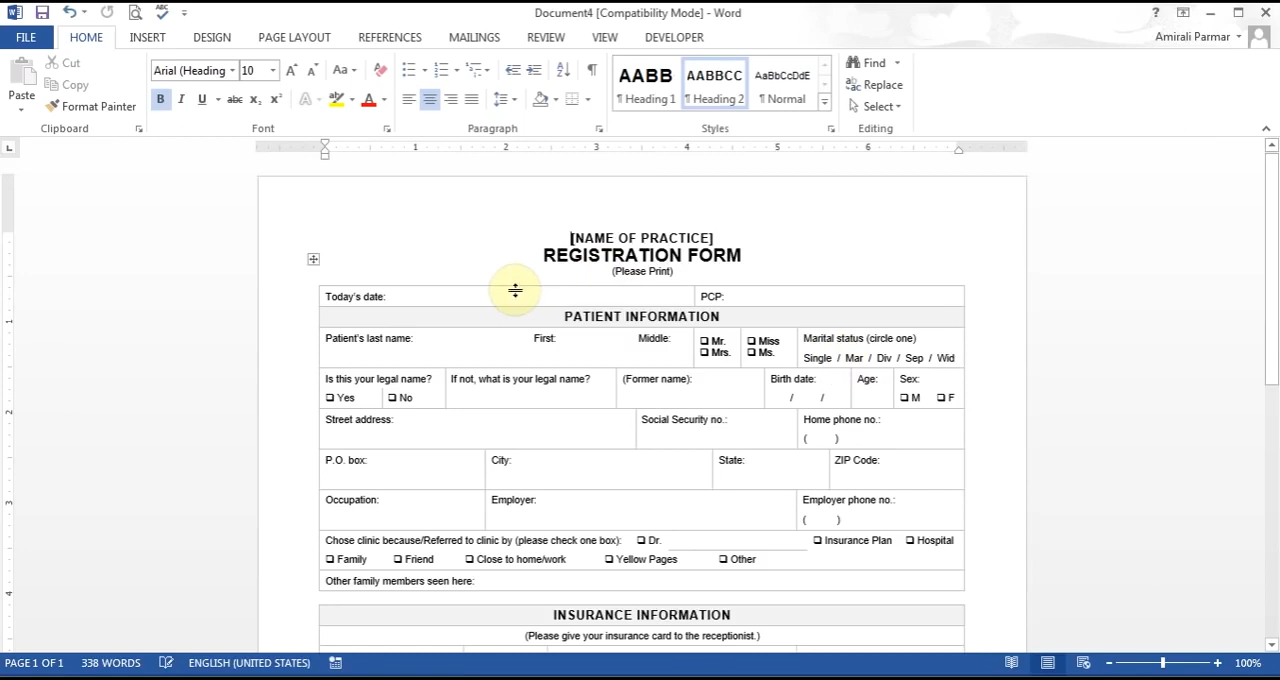 Document4 [Compatibility Mode] - Word
FILE HOME INSERT DESIGN PAGE LAYOUT REFERENCES MAILINGS REVIEW VIEW DEVELOPER Amirali Parmar
Cut
Copy
Format Painter
Paste
Clipboard
Arial (Heading 10
Font
Paragraph
AABB AABBCC AaBbCcDdE
¶ Heading 1 ¶ Heading 2 ¶ Normal
Styles
Find
Replace
Select
Editing
1 2 3 4 5 6
[NAME OF PRACTICE]
REGISTRATION FORM
(Please Print)
Today's date: PCP:
PATIENT INFORMATION
Patient's last name: First: Middle: ❑ Mr. ❑ Miss Marital status (circle one)
❑ Mrs. ❑ Ms. Single / Mar / Div / Sep / Wid
Is this your legal name? If not, what is your legal name? (Former name): Birth date: Age: Sex:
❑ Yes ❑ No / / ❑ M ❑ F
Street address: Social Security no.: Home phone no.:
( )
P.O. box: City: State: ZIP Code:
Occupation: Employer: Employer phone no.:
( )
Chose clinic because/Referred to clinic by (please check one box): ❑ Dr. ❑ Insurance Plan ❑ Hospital
❑ Family ❑ Friend ❑ Close to home/work ❑ Yellow Pages ❑ Other
Other family members seen here:
INSURANCE INFORMATION
(Please give your insurance card to the receptionist.)
PAGE 1 OF 1 338 WORDS ENGLISH (UNITED STATES) 100%